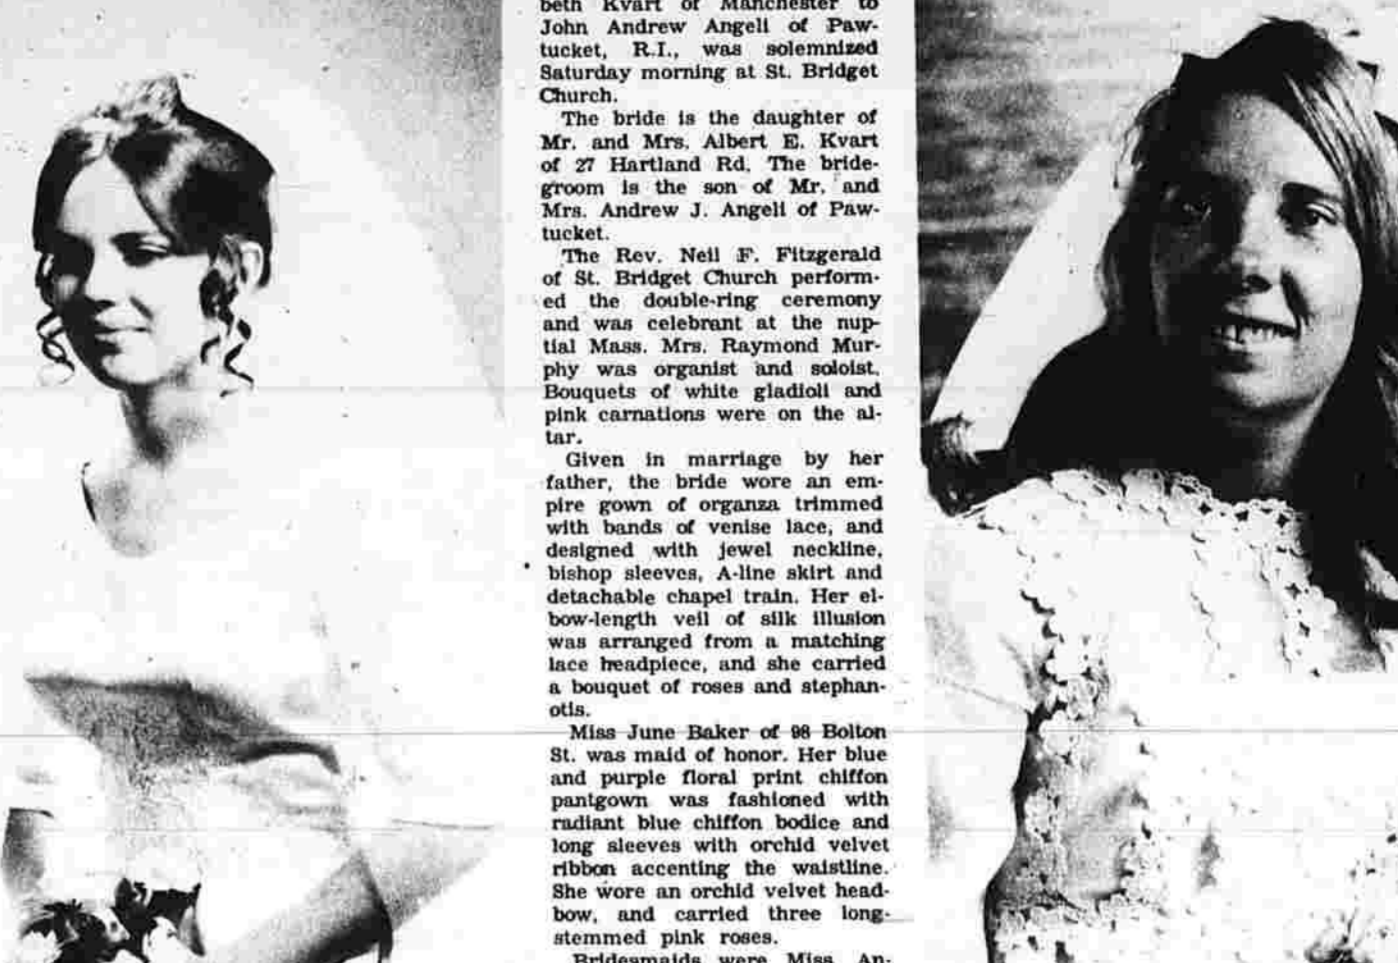 beth Kvart of Manchester to
John Andrew Angell of Paw-
tucket, R.I., was solemnized
Saturday morning at St. Bridget
Church.
The bride is the daughter of
Mr. and Mrs. Albert E. Kvart
of 27 Hartland Rd. The bride-
groom is the son of Mr. and
Mrs. Andrew J. Angell of Paw-
tucket.
The Rev. Neil F. Fitzgerald
of St. Bridget Church perform-
ed the double-ring ceremony
and was celebrant at the nup-
tial Mass. Mrs. Raymond Mur-
phy was organist and soloist.
Bouquets of white gladioli and
pink carnations were on the al-
tar.
Given in marriage by her
father, the bride wore an em-
pire gown of organza trimmed
with bands of venise lace, and
designed with jewel neckline,
bishop sleeves, A-line skirt and
detachable chapel train. Her el-
bow-length veil of silk illusion
was arranged from a matching
lace headpiece, and she carried
a bouquet of roses and stephan-
otis.
Miss June Baker of 98 Bolton
St. was maid of honor. Her blue
and purple floral print chiffon
pantgown was fashioned with
radiant blue chiffon bodice and
long sleeves with orchid velvet
ribbon accenting the waistline.
She wore an orchid velvet head-
bow, and carried three long-
stemmed pink roses.
Bridesmaids were Miss An-